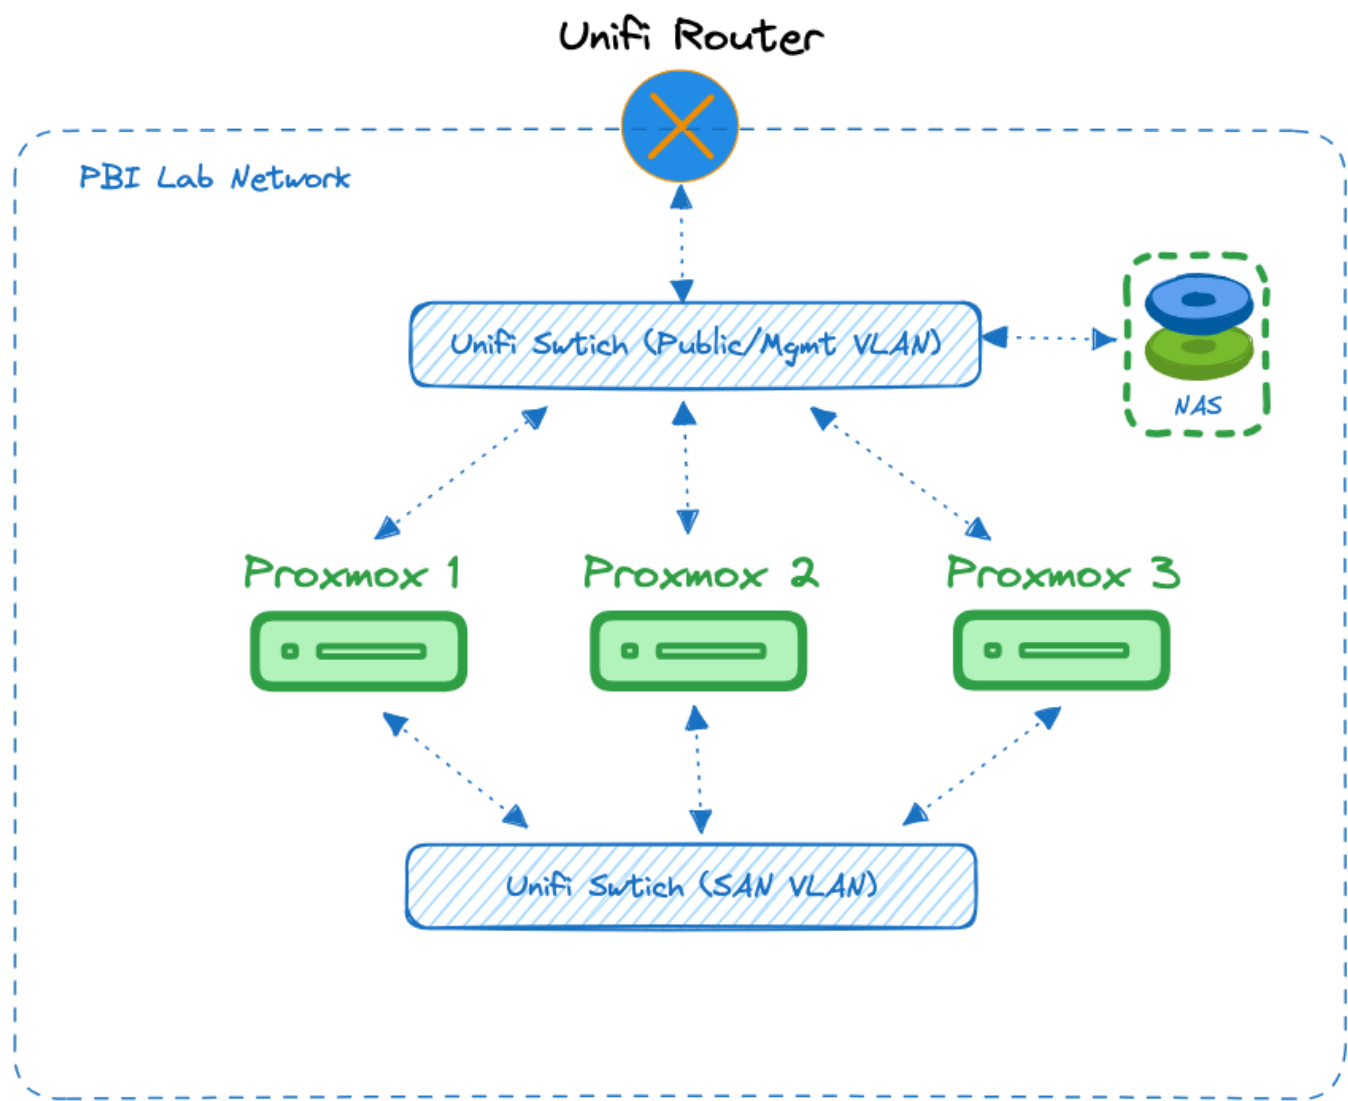 Unifi Router
PBI Lab Network
Unifi Swtich (Public/Mgmt VLAN)
NAS
Proxmox 1
Proxmox 2
Proxmox 3
Unifi Swtich (SAN VLAN)